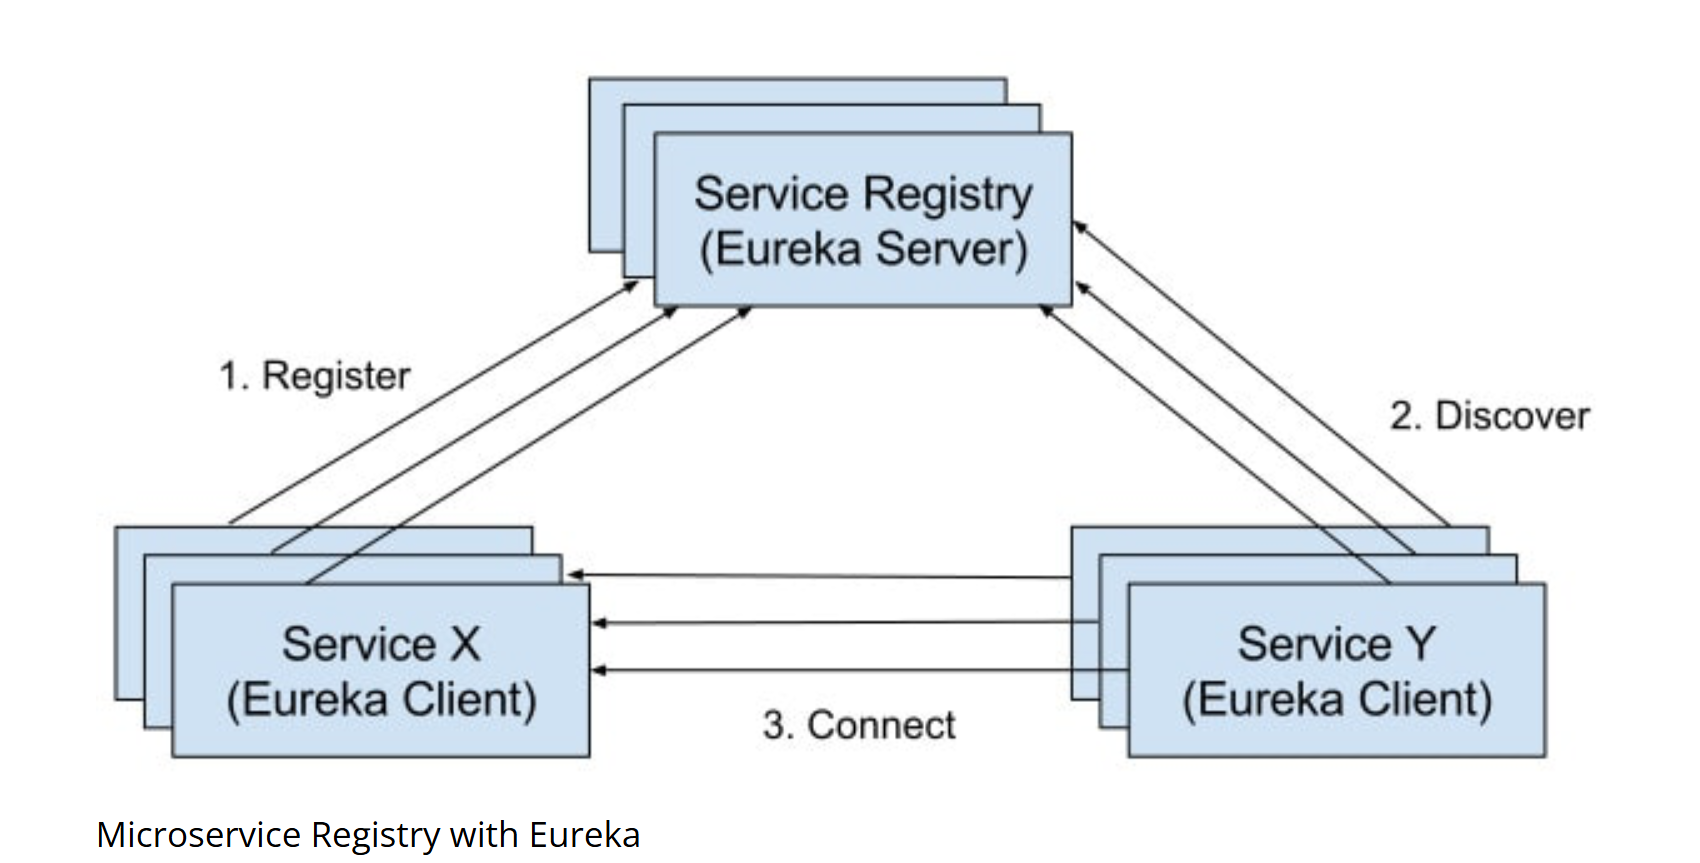 Service Registry
(Eureka Server)
1. Register
2. Discover
Service X
(Eureka Client)
Service Y
(Eureka Client)
3. Connect
Microservice Registry with Eureka